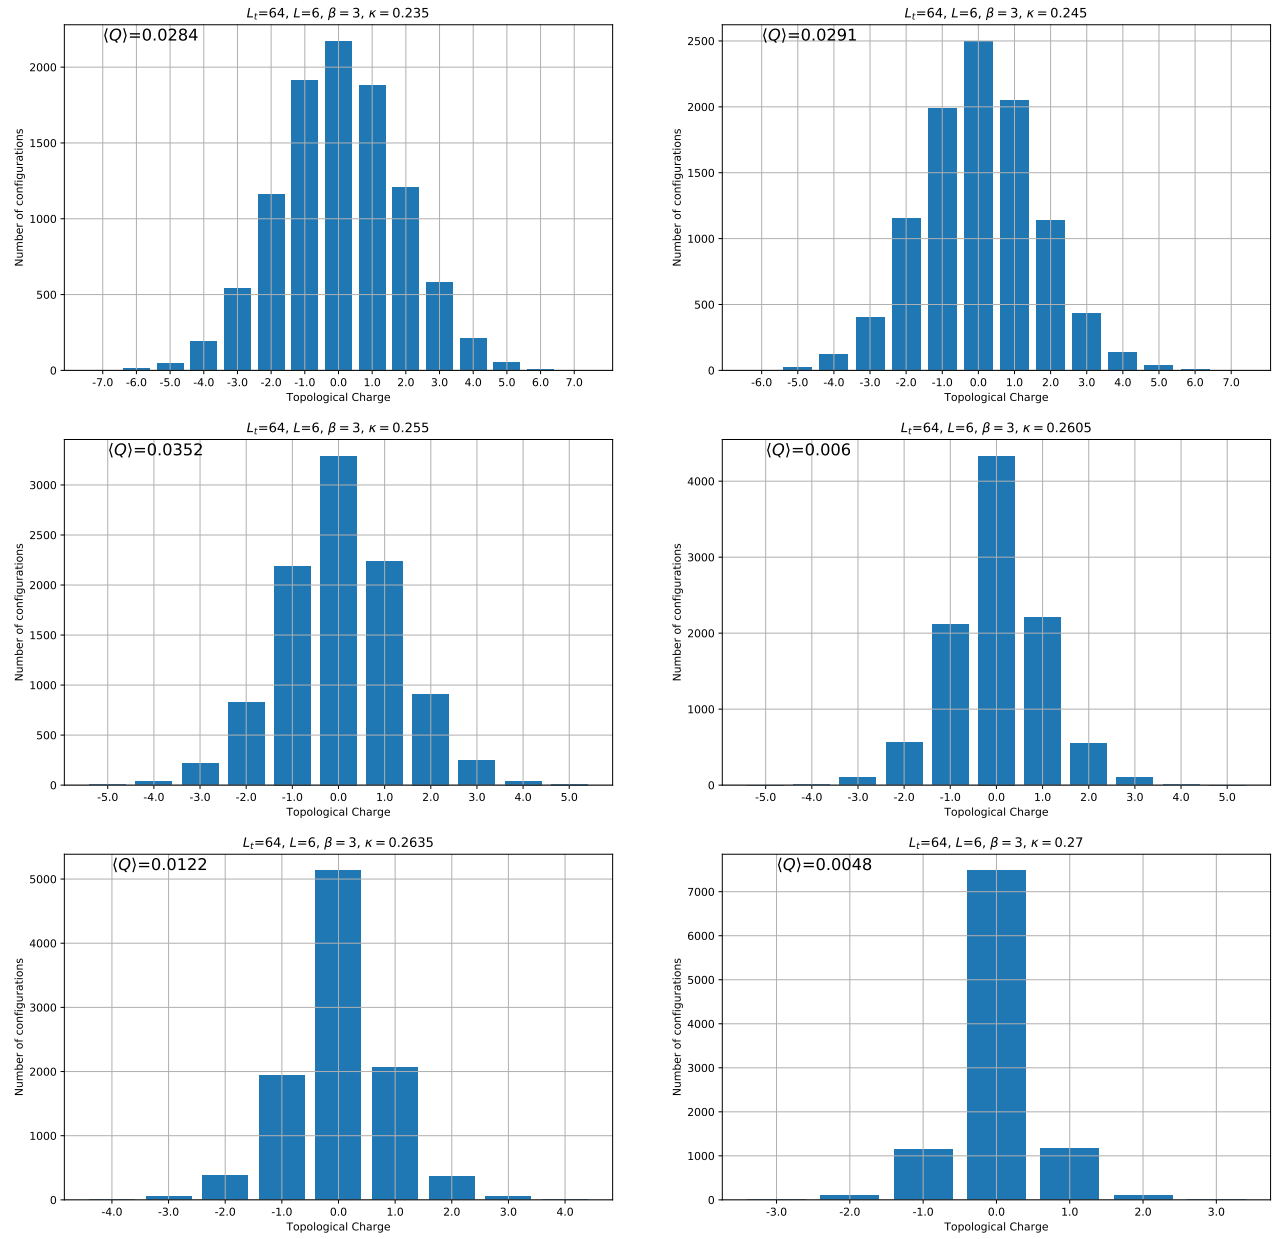 L_t=64, L=6, β = 3, κ = 0.235
⟨Q⟩=0.0284
Number of configurations
2000
1500
1000
500
0
-7.0 -6.0 -5.0 -4.0 -3.0 -2.0 -1.0 0.0 1.0 2.0 3.0 4.0 5.0 6.0 7.0
Topological Charge
L_t=64, L=6, β = 3, κ = 0.245
⟨Q⟩=0.0291
Number of configurations
2500
2000
1500
1000
500
0
-6.0 -5.0 -4.0 -3.0 -2.0 -1.0 0.0 1.0 2.0 3.0 4.0 5.0 6.0 7.0
Topological Charge
L_t=64, L=6, β = 3, κ = 0.255
⟨Q⟩=0.0352
Number of configurations
3000
2500
2000
1500
1000
500
0
-5.0 -4.0 -3.0 -2.0 -1.0 0.0 1.0 2.0 3.0 4.0 5.0
Topological Charge
L_t=64, L=6, β = 3, κ = 0.2605
⟨Q⟩=0.006
Number of configurations
4000
3000
2000
1000
0
-5.0 -4.0 -3.0 -2.0 -1.0 0.0 1.0 2.0 3.0 4.0 5.0
Topological Charge
L_t=64, L=6, β = 3, κ = 0.2635
⟨Q⟩=0.0122
Number of configurations
5000
4000
3000
2000
1000
0
-4.0 -3.0 -2.0 -1.0 0.0 1.0 2.0 3.0 4.0
Topological Charge
L_t=64, L=6, β = 3, κ = 0.27
⟨Q⟩=0.0048
Number of configurations
7000
6000
5000
4000
3000
2000
1000
0
-3.0 -2.0 -1.0 0.0 1.0 2.0 3.0
Topological Charge